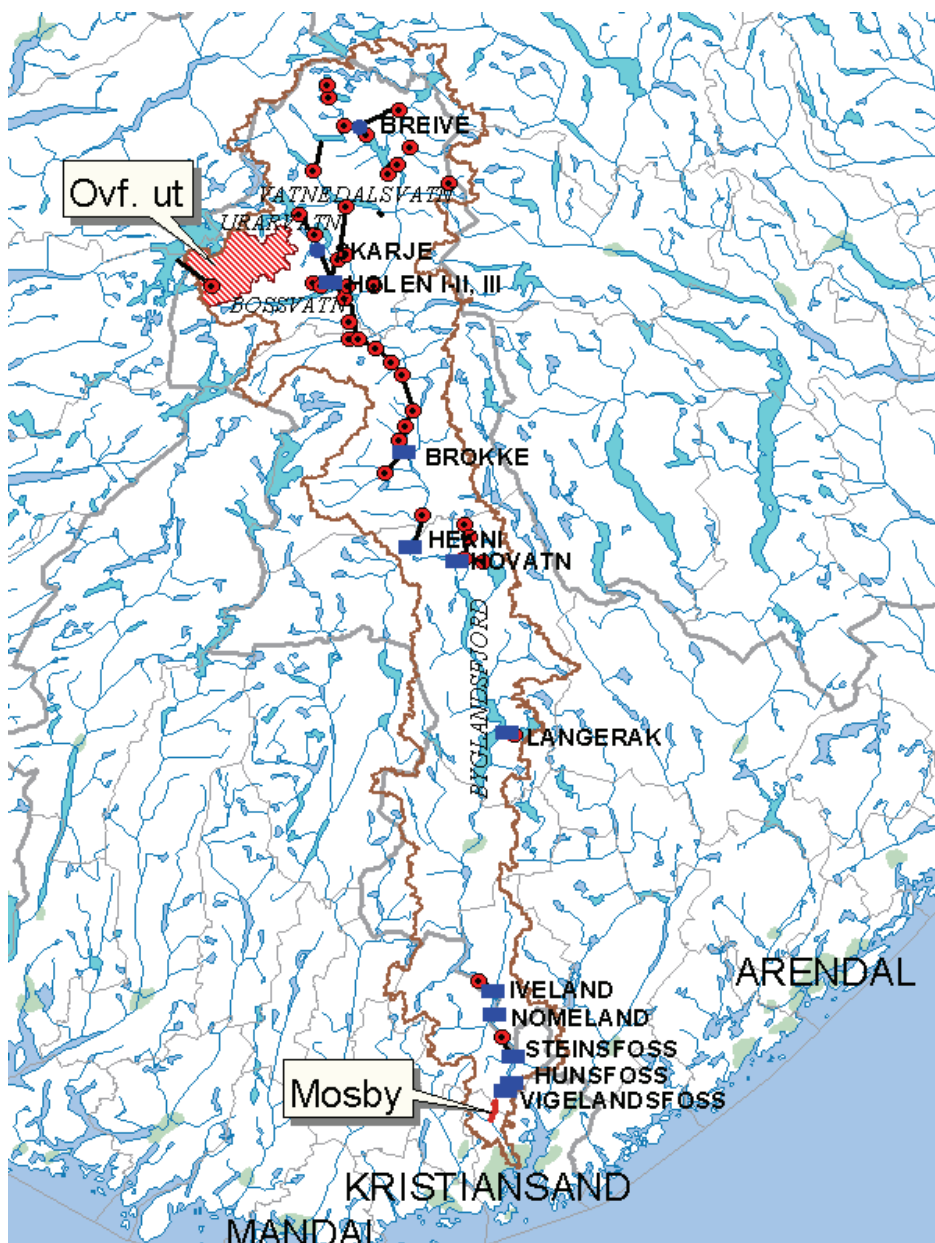 BREIVE
Ovf. ut
VATNEDALSVATN
URARVATN
SKARJE
HOLEN I-II, III
BOSSVATN
BROKKE
HEKNI
HOVATN
BYGLANDSFJORD
LANGERAK
ARENDAL
IVELAND
NOMELAND
STEINSFOSS
HUNSFOSS
Mosby
VIGELANDSFOSS
KRISTIANSAND
MANDAL